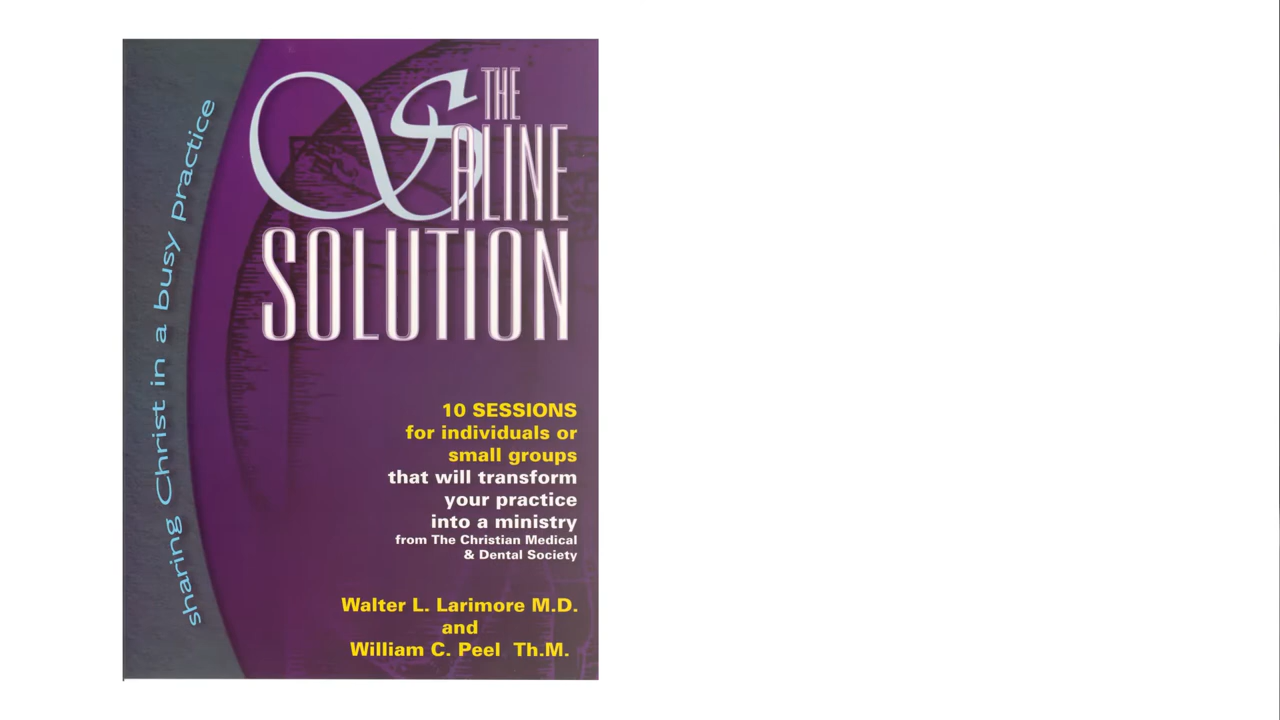 sharing Christ in a busy practice
THE
SALINE
SOLUTION
10 SESSIONS
for individuals or
small groups
that will transform
your practice
into a ministry
from The Christian Medical
& Dental Society
Walter L. Larimore M.D.
and
William C. Peel Th.M.